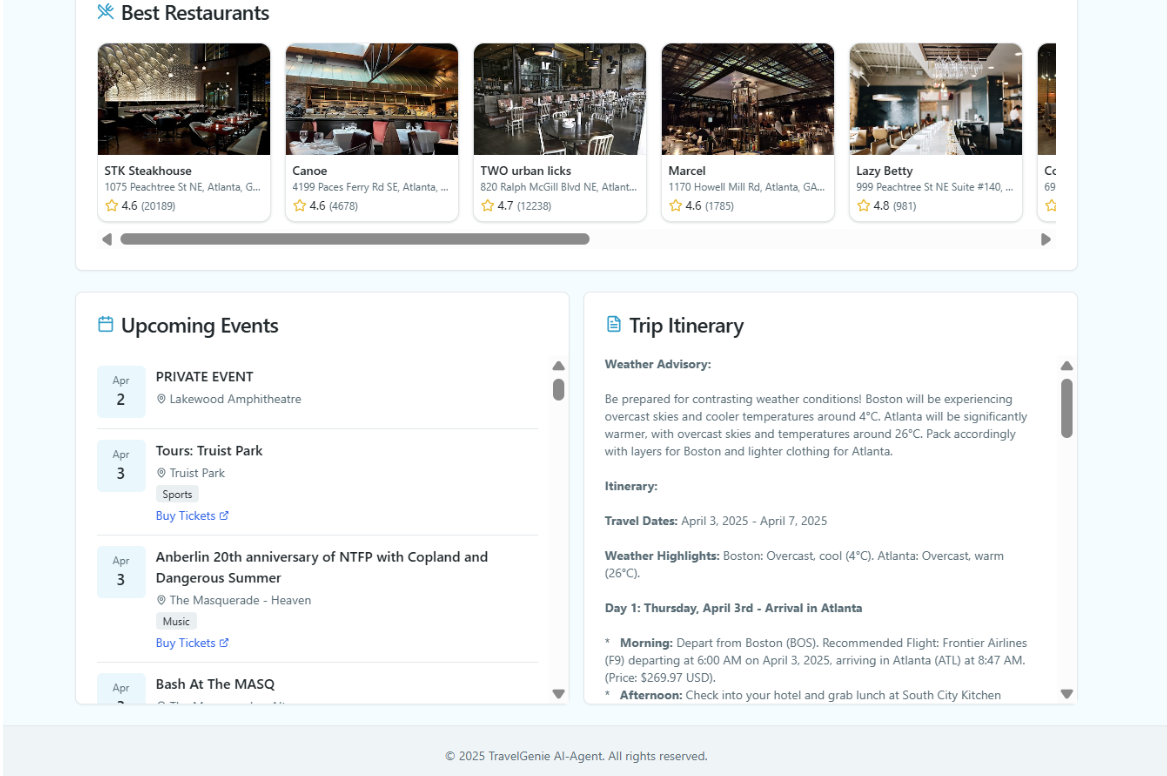 Best Restaurants
STK Steakhouse
1075 Peachtree St NE, Atlanta, G...
4.6 (20189)
Canoe
4199 Paces Ferry Rd SE, Atlanta, ...
4.6 (4678)
TWO urban licks
820 Ralph McGill Blvd NE, Atlant...
4.7 (12238)
Marcel
1170 Howell Mill Rd, Atlanta, GA...
4.6 (1785)
Lazy Betty
999 Peachtree St NE Suite #140, ...
4.8 (981)
Upcoming Events
Apr
2
PRIVATE EVENT
Lakewood Amphitheatre
Apr
3
Tours: Truist Park
Truist Park
Sports
Buy Tickets
Apr
3
Anberlin 20th anniversary of NTFP with Copland and
Dangerous Summer
The Masquerade - Heaven
Music
Buy Tickets
Apr
Bash At The MASQ
Trip Itinerary
Weather Advisory:
Be prepared for contrasting weather conditions! Boston will be experiencing
overcast skies and cooler temperatures around 4°C. Atlanta will be significantly
warmer, with overcast skies and temperatures around 26°C. Pack accordingly
with layers for Boston and lighter clothing for Atlanta.
Itinerary:
Travel Dates: April 3, 2025 - April 7, 2025
Weather Highlights: Boston: Overcast, cool (4°C). Atlanta: Overcast, warm
(26°C).
Day 1: Thursday, April 3rd - Arrival in Atlanta
* Morning: Depart from Boston (BOS). Recommended Flight: Frontier Airlines
(F9) departing at 6:00 AM on April 3, 2025, arriving in Atlanta (ATL) at 8:47 AM.
(Price: $269.97 USD).
* Afternoon: Check into your hotel and grab lunch at South City Kitchen
© 2025 TravelGenie AI-Agent. All rights reserved.